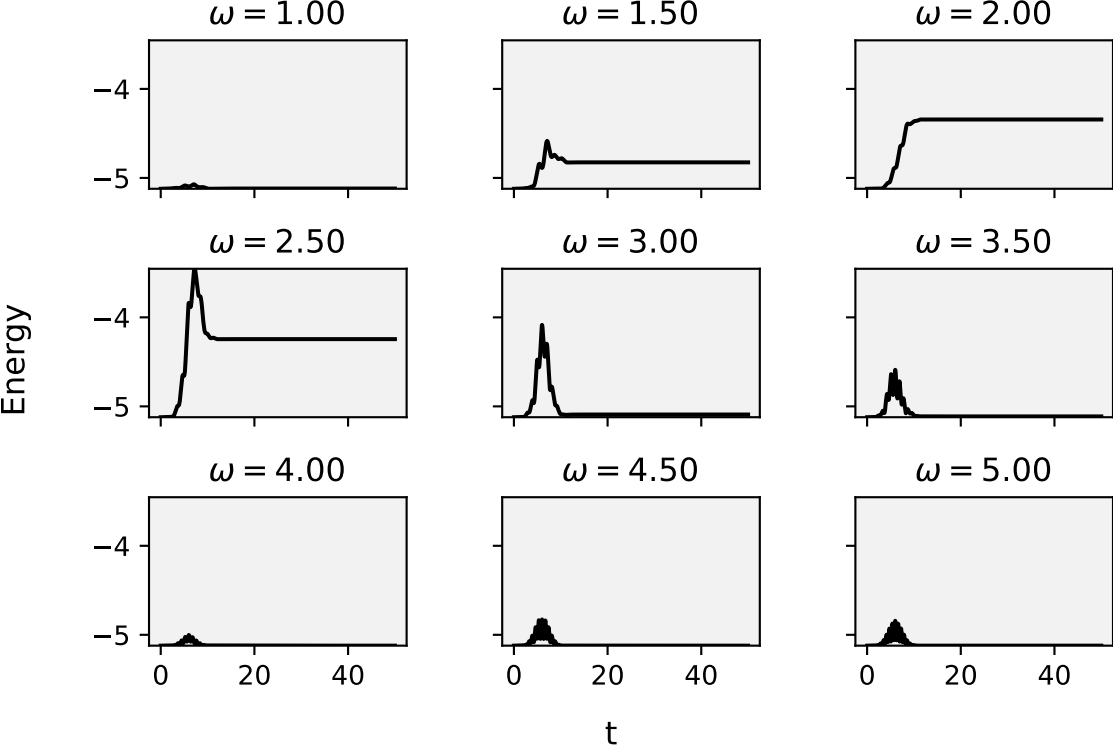 ω = 1.00 ω = 1.50 ω = 2.00
−4
−5
ω = 2.50 ω = 3.00 ω = 3.50
−4
−5
Energy
ω = 4.00 ω = 4.50 ω = 5.00
−4
−5
0 20 40 0 20 40 0 20 40
t